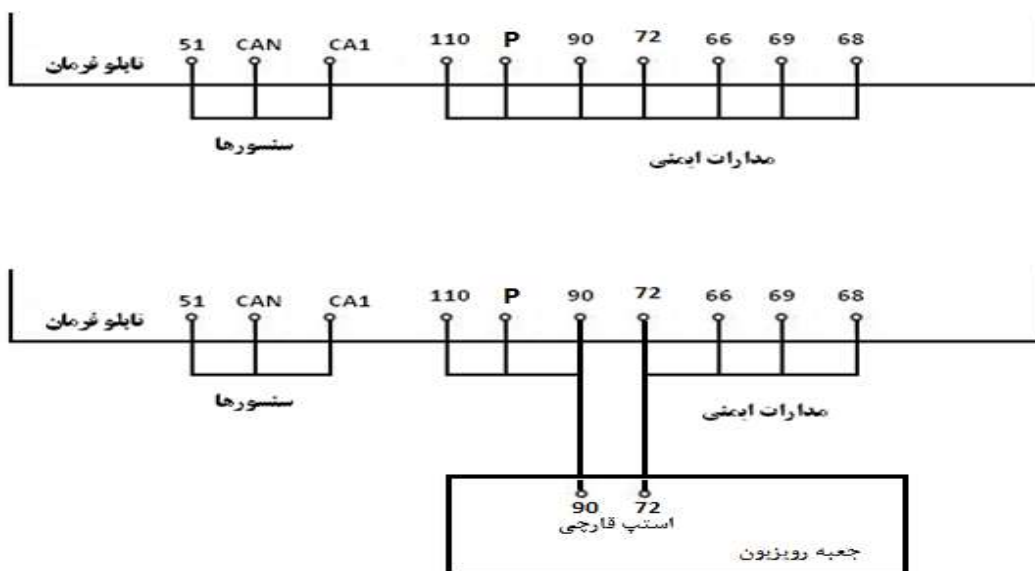 51 CAN CA1 110 P 90 72 66 69 68
تابلو فرمان
سنسورها
مدارات ایمنی
51 CAN CA1 110 P 90 72 66 69 68
تابلو فرمان
سنسورها
مدارات ایمنی
90 72
استپ قارچی
جعبه رویزیون